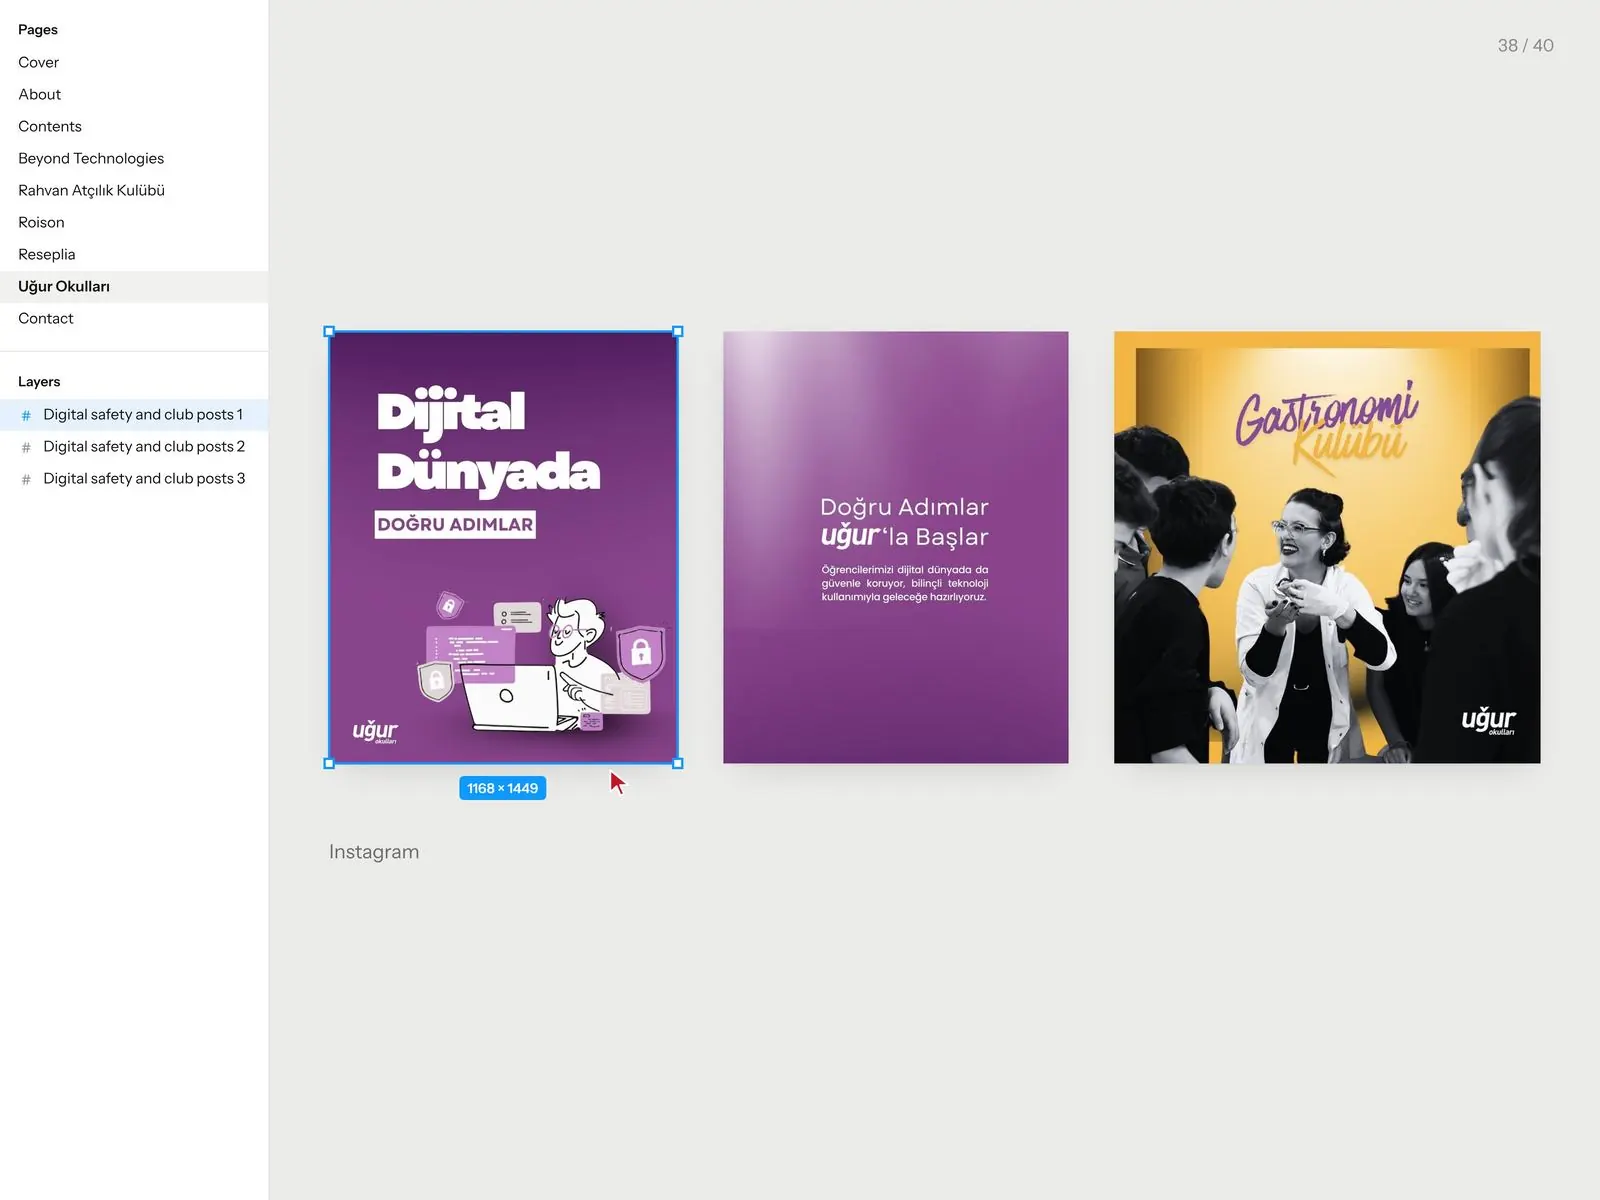 Pages
Cover
About
Contents
Beyond Technologies
Rahvan Atçılık Kulübü
Roison
Reseplia
Uğur Okulları
Contact
Layers
# Digital safety and club posts 1
# Digital safety and club posts 2
# Digital safety and club posts 3
38 / 40
Dijital
Dünyada
DOĞRU ADIMLAR
uğur
okulları
1168 × 1449
Doğru Adımlar
uğur‘la Başlar
Öğrencilerimizi dijital dünyada da
güvenle koruyor, bilinçli teknoloji
kullanımıyla geleceğe hazırlıyoruz.
Gastronomi
Kulübü
uğur
okulları
Instagram